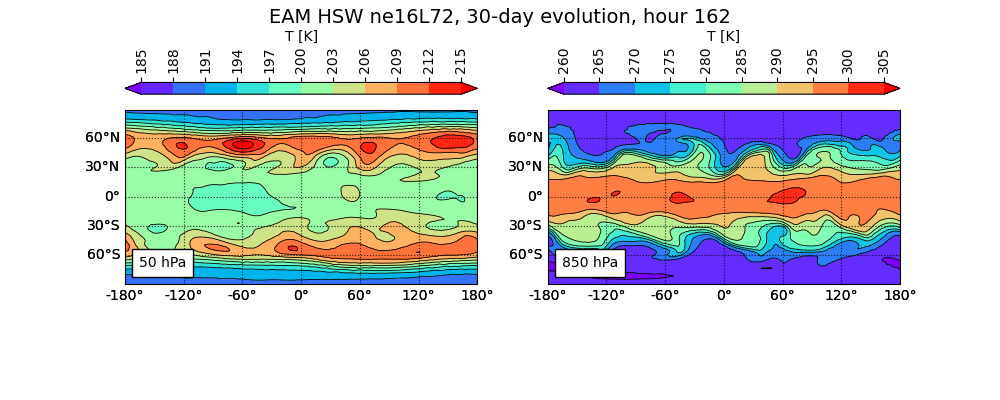 EAM HSW ne16L72, 30-day evolution, hour 162
T [K]
185 188 191 194 197 200 203 206 209 212 215
60°N
30°N
0°
30°S
60°S
50 hPa
-180° -120° -60° 0° 60° 120° 180°
T [K]
260 265 270 275 280 285 290 295 300 305
60°N
30°N
0°
30°S
60°S
850 hPa
-180° -120° -60° 0° 60° 120° 180°